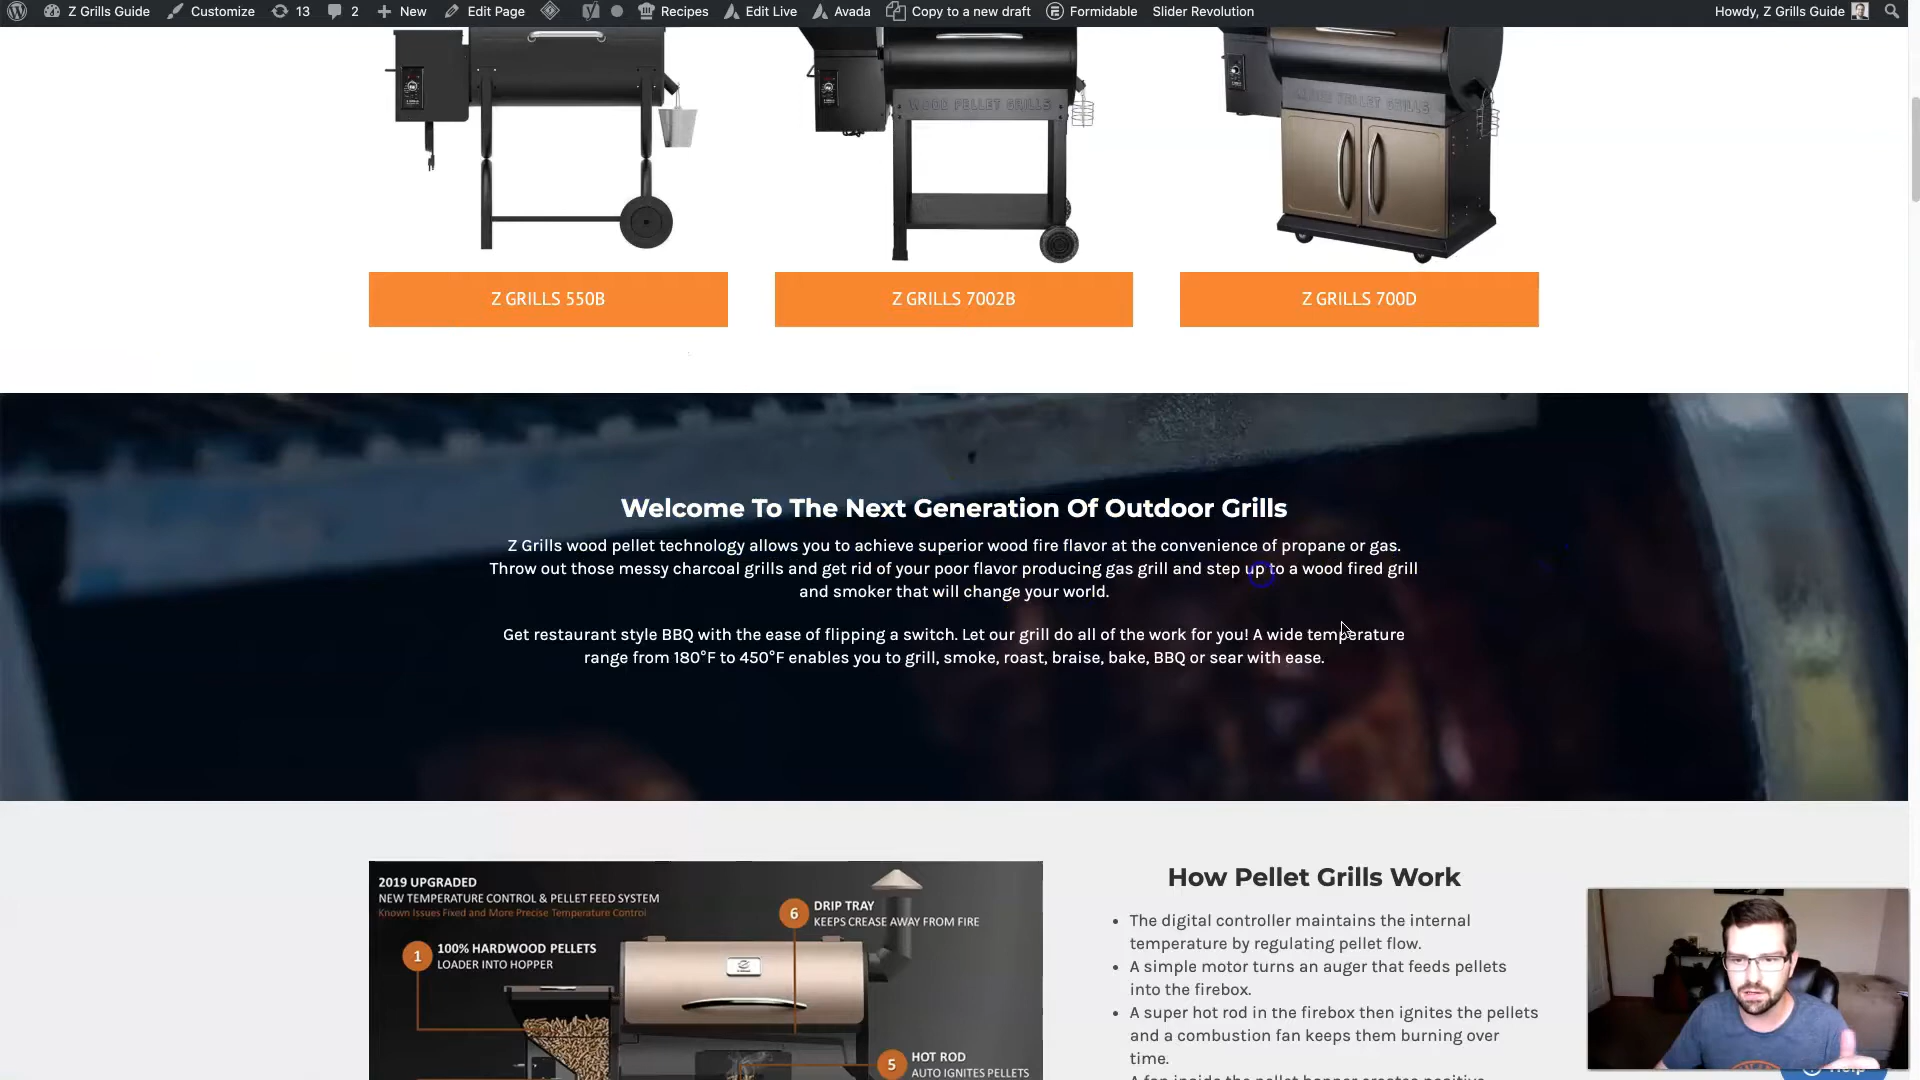 Z Grills Guide Customize 13 2 New Edit Page Recipes Edit Live Avada Copy to a new draft Formidable Slider Revolution Howdy, Z Grills Guide
WOOD PELLET GRILLS
WOOD PELLET GRILLS
Z GRILLS 550B
Z GRILLS 7002B
Z GRILLS 700D
Welcome To The Next Generation Of Outdoor Grills
Z Grills wood pellet technology allows you to achieve superior wood fire flavor at the convenience of propane or gas.
Throw out those messy charcoal grills and get rid of your poor flavor producing gas grill and step up to a wood fired grill
and smoker that will change your world.
Get restaurant style BBQ with the ease of flipping a switch. Let our grill do all of the work for you! A wide temperature
range from 180°F to 450°F enables you to grill, smoke, roast, braise, bake, BBQ or sear with ease.
2019 UPGRADED
NEW TEMPERATURE CONTROL & PELLET FEED SYSTEM
Known Issues Fixed and More Precise Temperature Control
1 100% HARDWOOD PELLETS
LOADER INTO HOPPER
6 DRIP TRAY
KEEPS CREASE AWAY FROM FIRE
5 HOT ROD
AUTO IGNITES PELLETS
How Pellet Grills Work
• The digital controller maintains the internal
temperature by regulating pellet flow.
• A simple motor turns an auger that feeds pellets
into the firebox.
• A super hot rod in the firebox then ignites the pellets
and a combustion fan keeps them burning over
time.
• A fan inside the pellet hopper creates positive
Help